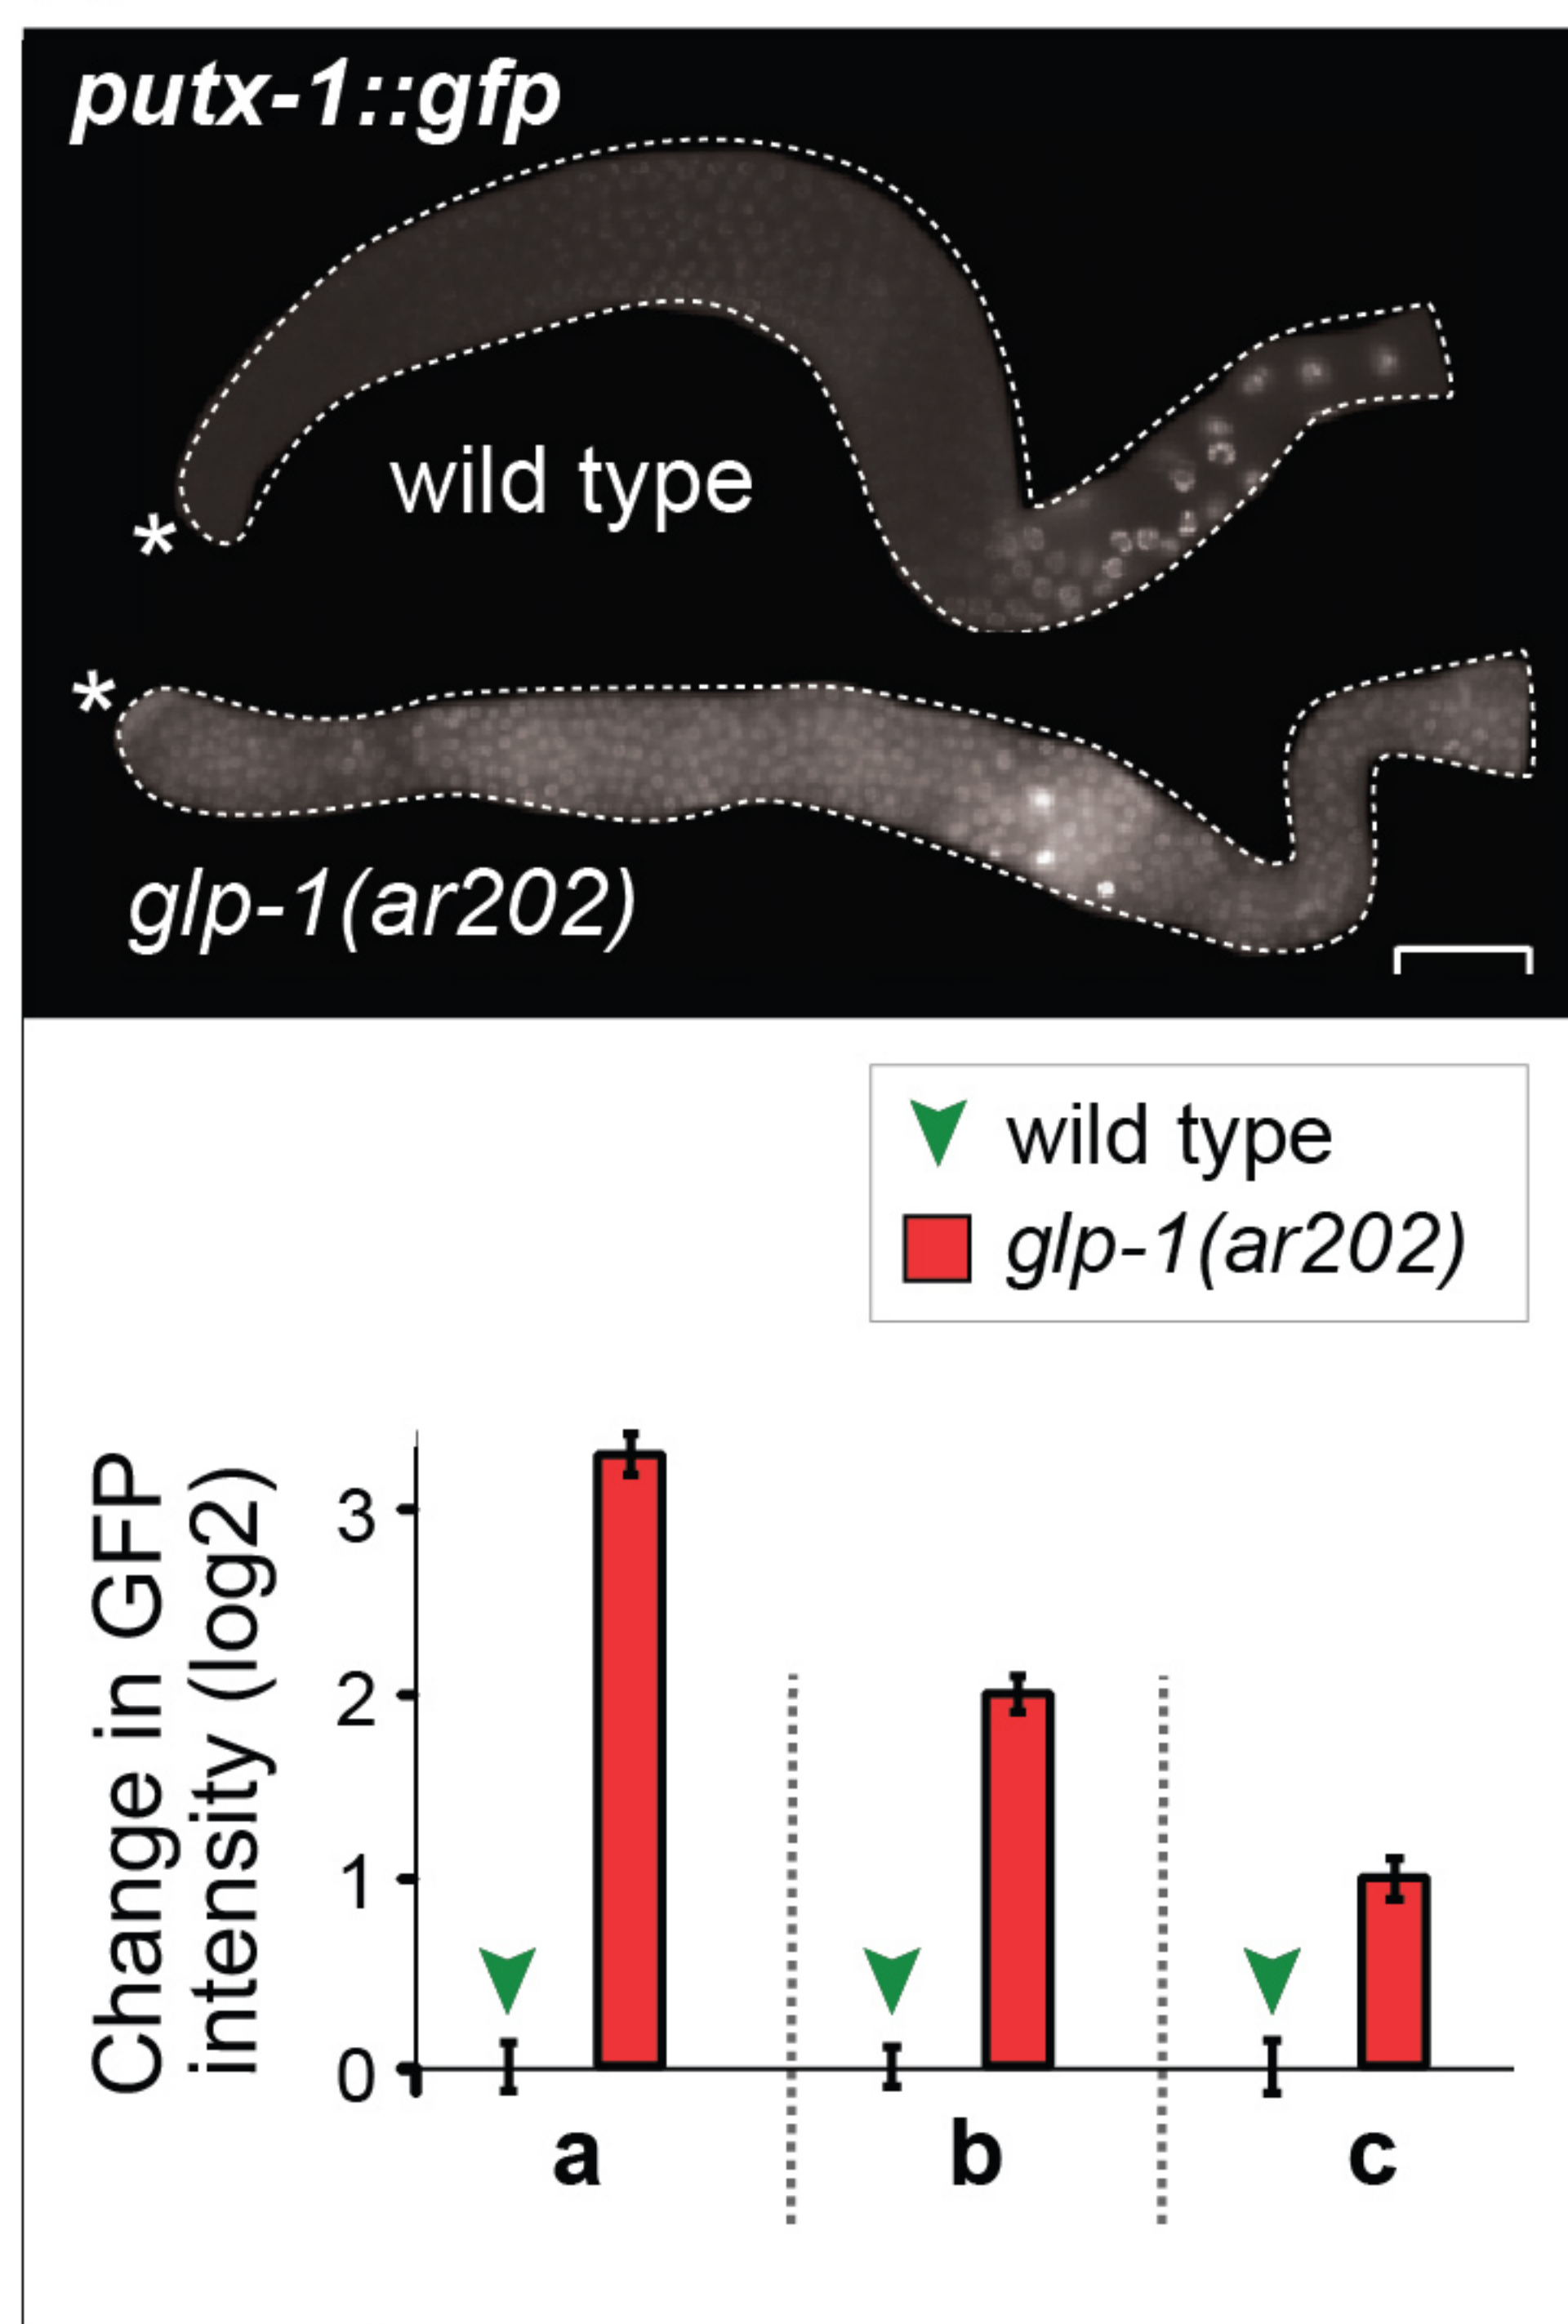 putx-1::gfp
wild type
*
*
glp-1(ar202)
wild type
glp-1(ar202)
Change in GFP
intensity (log2)
3
2
1
0
a
b
c